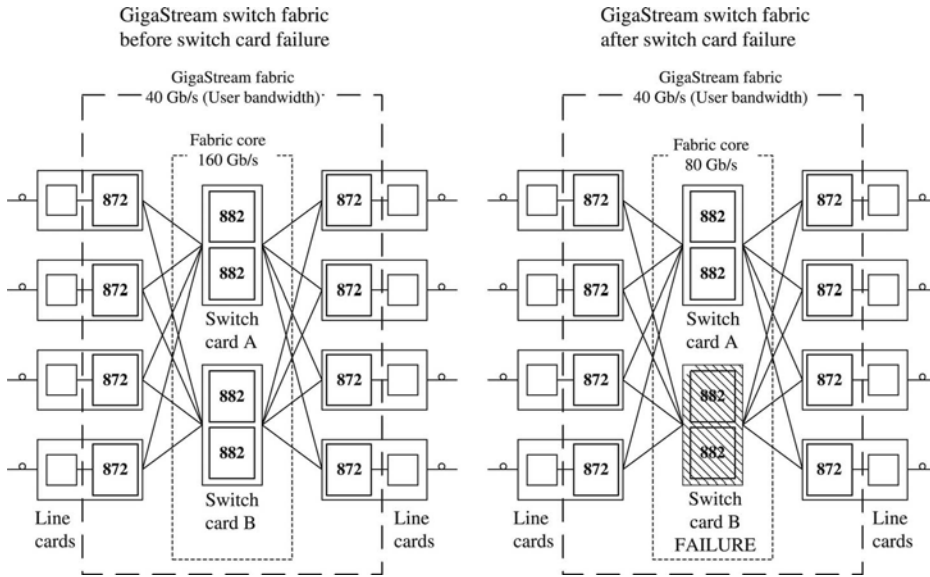 GigaStream switch fabric
before switch card failure
GigaStream fabric
40 Gb/s (User bandwidth)
Fabric core
160 Gb/s
872
882
872
882
872
872
Switch
card A
872
882
872
882
872
872
Switch
card B
Line
cards
Line
cards
GigaStream switch fabric
after switch card failure
GigaStream fabric
40 Gb/s (User bandwidth)
Fabric core
80 Gb/s
872
882
872
882
872
872
Switch
card A
872
882
872
882
872
872
Switch
card B
FAILURE
Line
cards
Line
cards